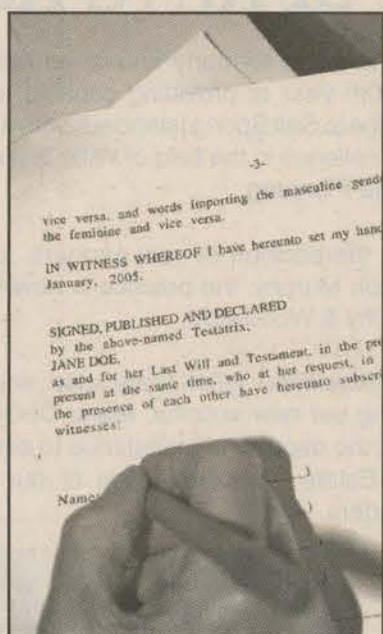 -3-
vice versa, and words importing the masculine gende
the feminine and vice versa.
IN WITNESS WHEREOF I have hereunto set my hand
January, 2005.
SIGNED, PUBLISHED AND DECLARED
by the above-named Testatrix,
JANE DOE,
as and for her Last Will and Testament, in the pre
present at the same time, who at her request, in
the presence of each other have hereunto subscri
witnesses:
Name: